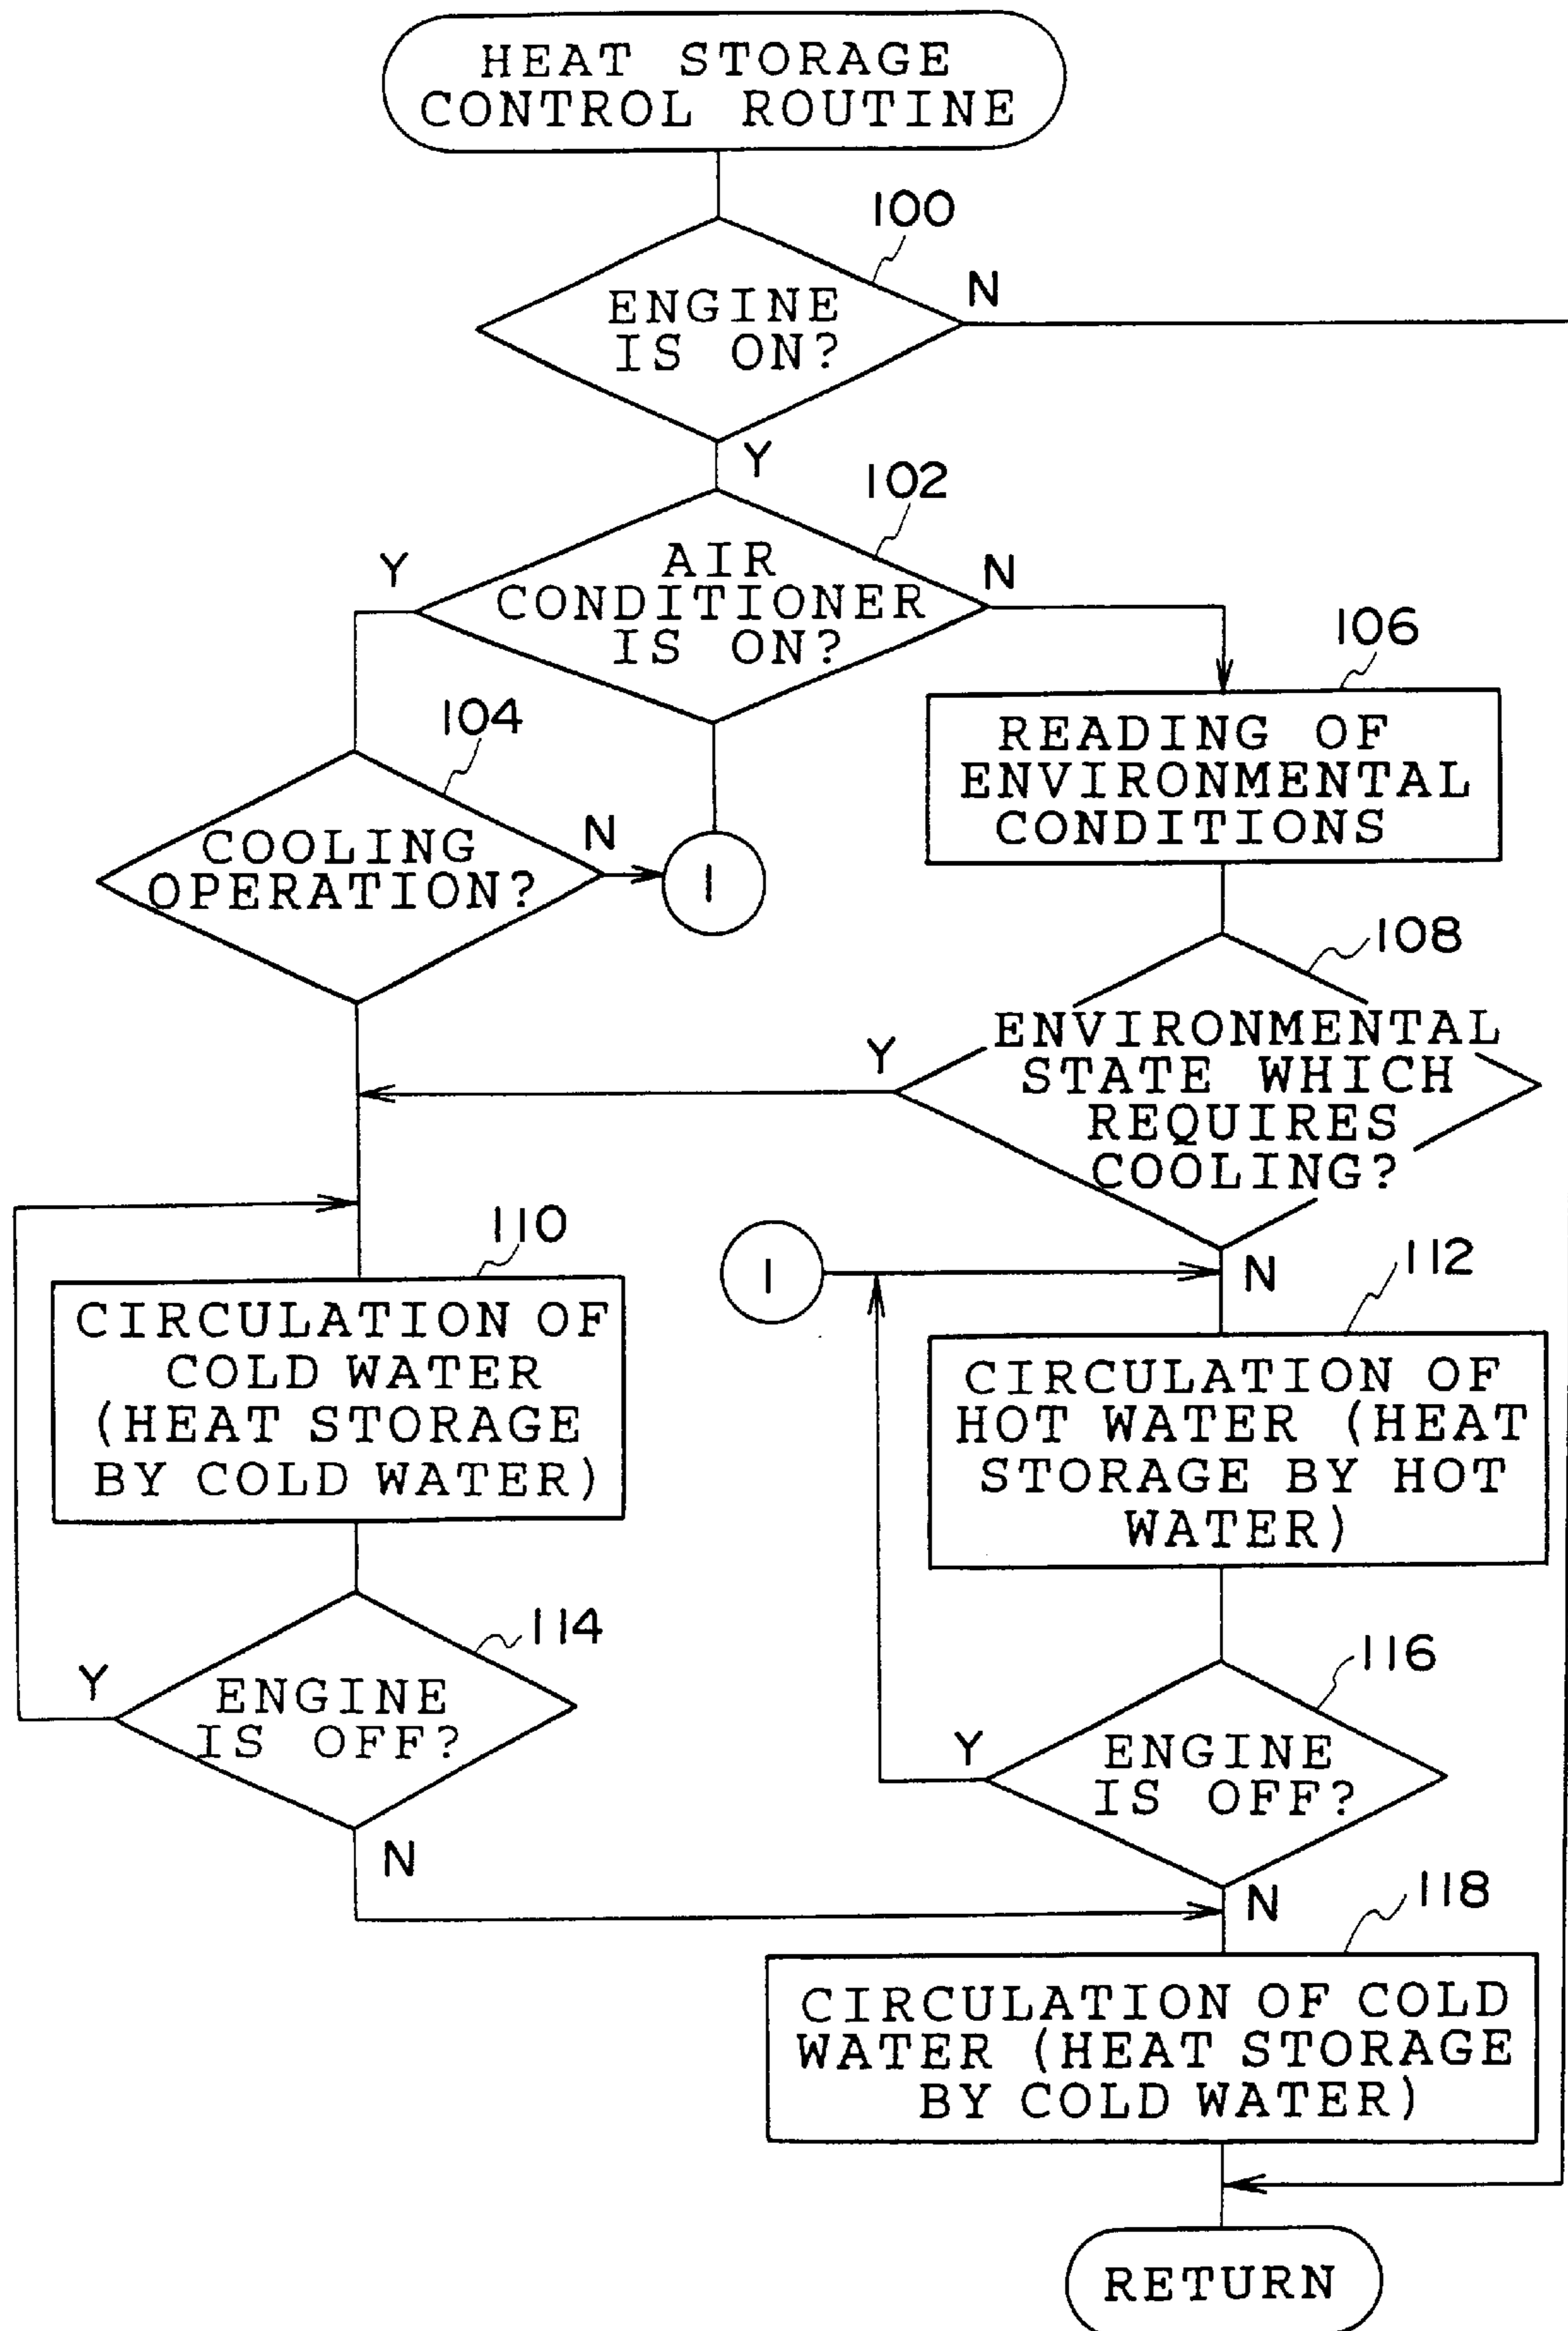 HEAT STORAGE
CONTROL ROUTINE
100
ENGINE
IS ON?
N
Y
102
AIR
CONDITIONER
IS ON?
Y
N
106
READING OF
ENVIRONMENTAL
CONDITIONS
104
COOLING
OPERATION?
N
1
108
ENVIRONMENTAL
STATE WHICH
REQUIRES
COOLING?
Y
N
1
110
CIRCULATION OF
COLD WATER
(HEAT STORAGE
BY COLD WATER)
112
CIRCULATION OF
HOT WATER (HEAT
STORAGE BY HOT
WATER)
114
ENGINE
IS OFF?
Y
N
116
ENGINE
IS OFF?
Y
N
118
CIRCULATION OF COLD
WATER (HEAT STORAGE
BY COLD WATER)
RETURN